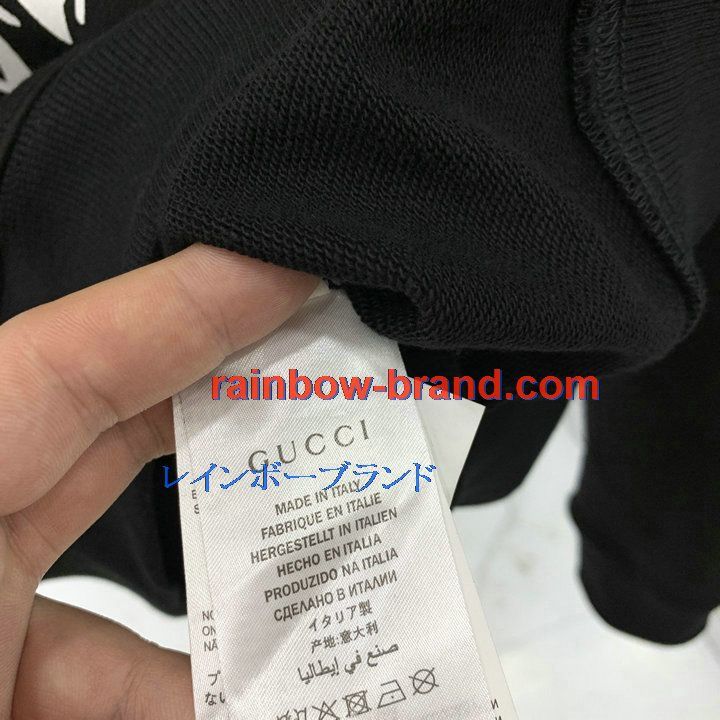 rainbow-brand.com
GUCCI
レインボーブランド
MADE IN ITALY
FABRIQUE EN ITALIE
HERGESTELLT IN ITALIEN
HECHO EN ITALIA
PRODUZIDO NA ITALIA
СДЕЛАНО В ИТАЛИИ
イタリア製
产地:意大利
صنع في إيطاليا